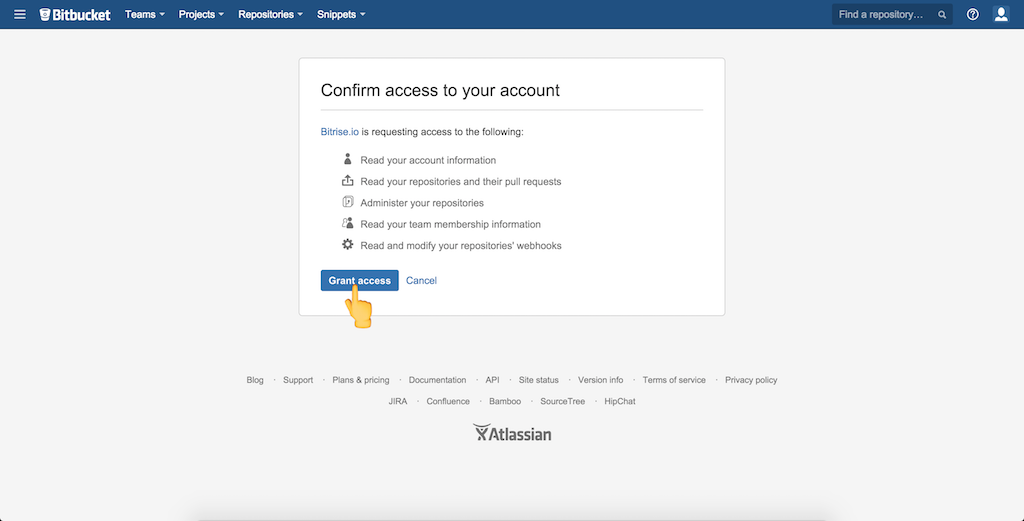 Bitbucket Teams Projects Repositories Snippets Find a repository…
Confirm access to your account
Bitrise.io is requesting access to the following:
Read your account information
Read your repositories and their pull requests
Administer your repositories
Read your team membership information
Read and modify your repositories' webhooks
Grant access Cancel
Blog · Support · Plans & pricing · Documentation · API · Site status · Version info · Terms of service · Privacy policy
JIRA · Confluence · Bamboo · SourceTree · HipChat
Atlassian